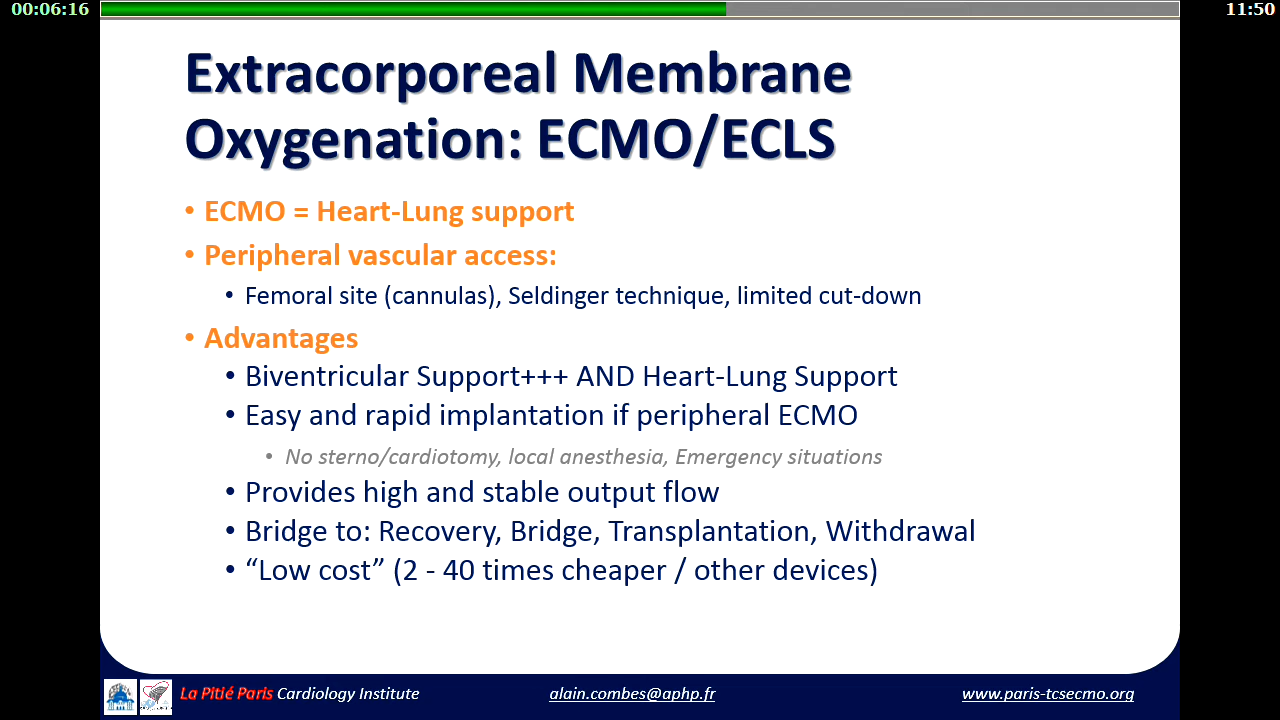 00:06:16
11:50
Extracorporeal Membrane
Oxygenation: ECMO/ECLS
• ECMO = Heart-Lung support
• Peripheral vascular access:
• Femoral site (cannulas), Seldinger technique, limited cut-down
• Advantages
• Biventricular Support+++ AND Heart-Lung Support
• Easy and rapid implantation if peripheral ECMO
• No sterno/cardiotomy, local anesthesia, Emergency situations
• Provides high and stable output flow
• Bridge to: Recovery, Bridge, Transplantation, Withdrawal
• “Low cost” (2 - 40 times cheaper / other devices)
La Pitié Paris Cardiology Institute
alain.combes@aphp.fr
www.paris-tcsecmo.org